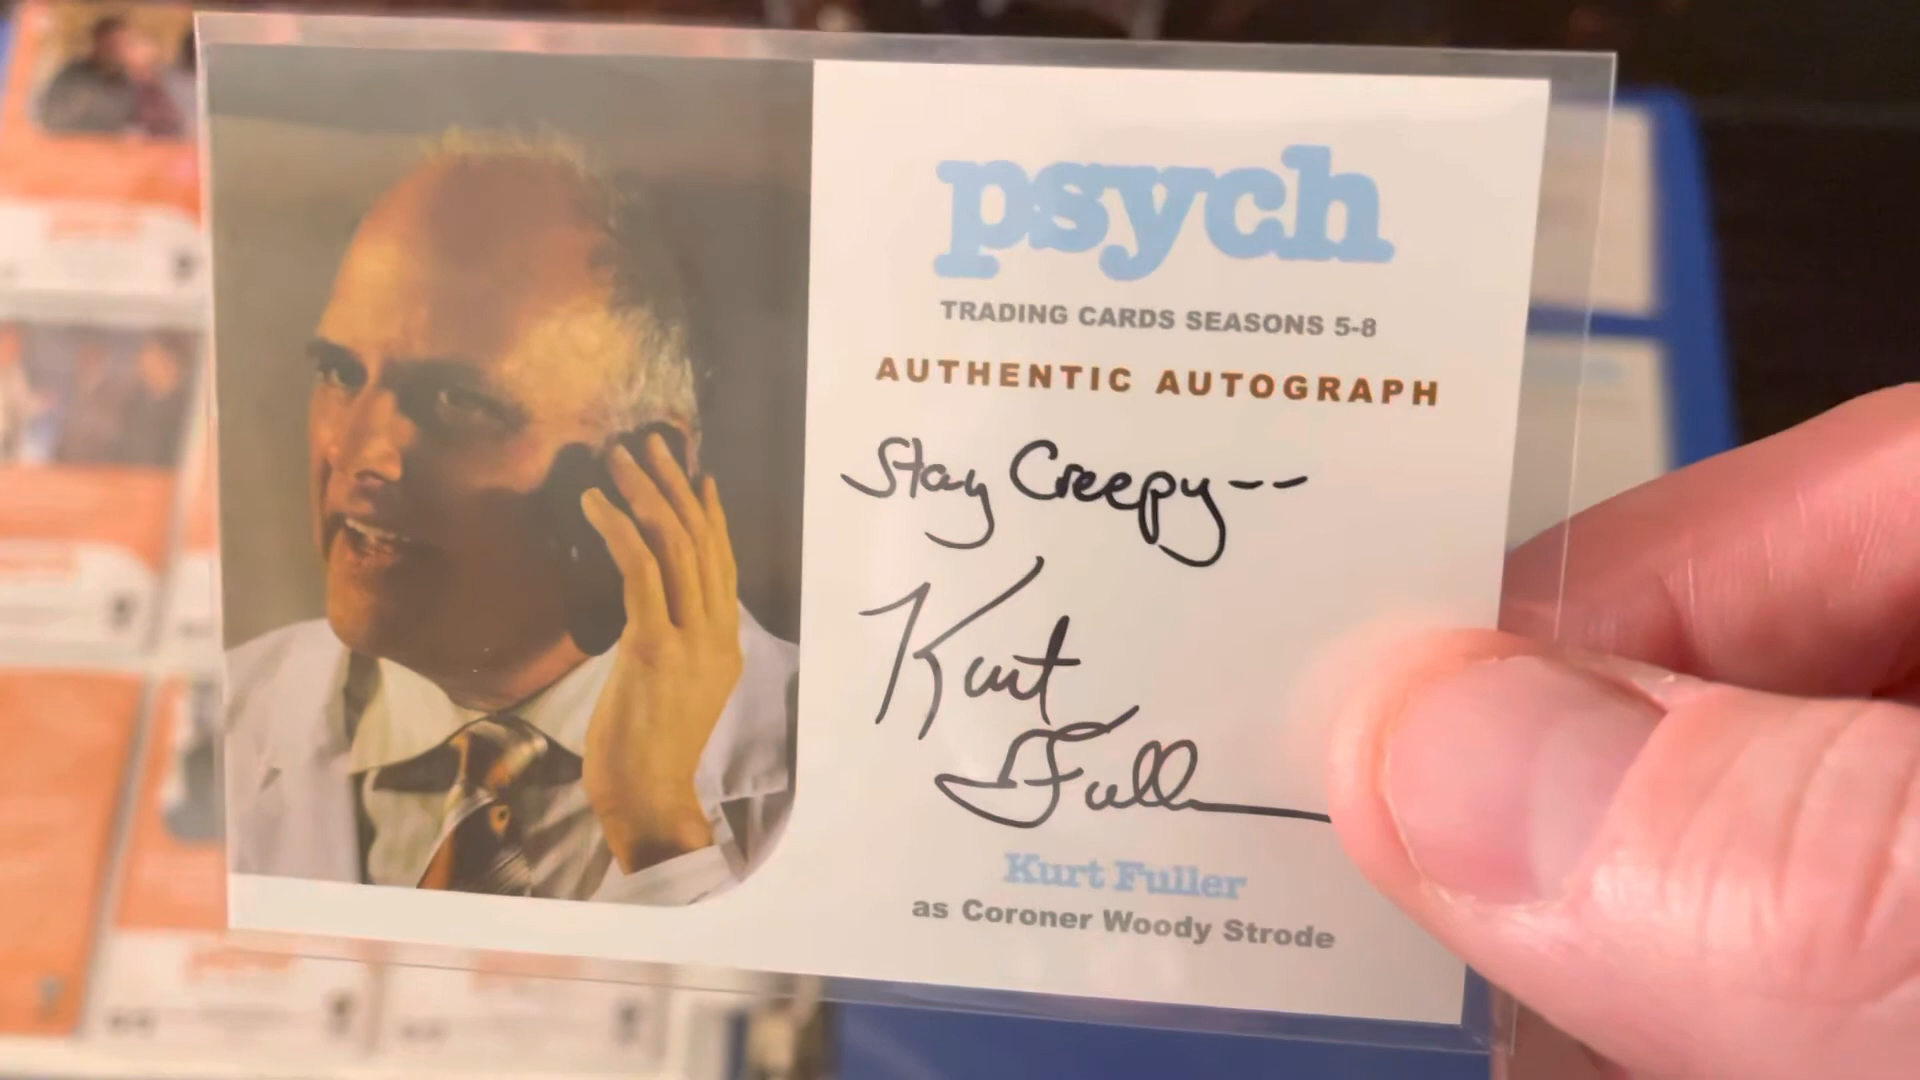 psych
TRADING CARDS SEASONS 5-8
AUTHENTIC AUTOGRAPH
Stay Creepy--
Kurt
Fuller
Kurt Fuller
as Coroner Woody Strode